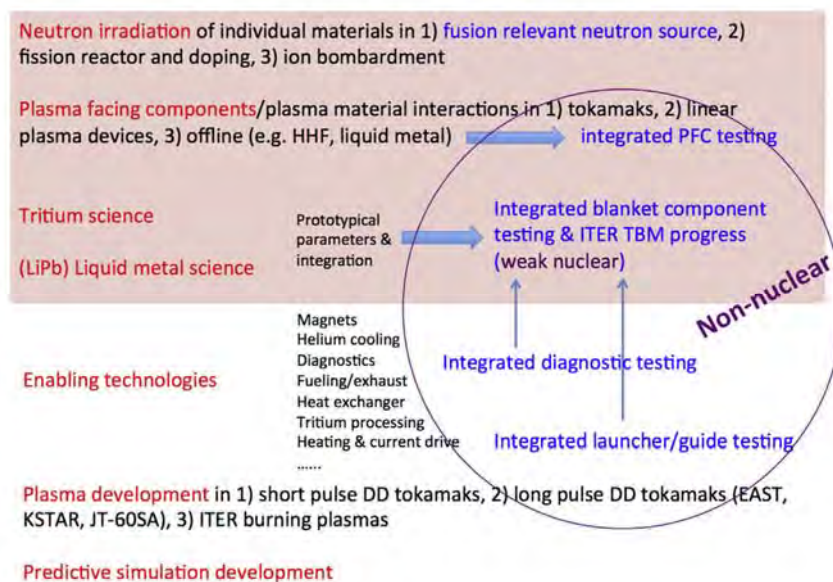 Neutron irradiation of individual materials in 1) fusion relevant neutron source, 2)
fission reactor and doping, 3) ion bombardment
Plasma facing components/plasma material interactions in 1) tokamaks, 2) linear
plasma devices, 3) offline (e.g. HHF, liquid metal)
integrated PFC testing
Tritium science
(LiPb) Liquid metal science
Prototypical
parameters &
integration
Integrated blanket component
testing & ITER TBM progress
(weak nuclear)
Non-nuclear
Enabling technologies
Magnets
Helium cooling
Diagnostics
Fueling/exhaust
Heat exchanger
Tritium processing
Heating & current drive
......
Integrated diagnostic testing
Integrated launcher/guide testing
Plasma development in 1) short pulse DD tokamaks, 2) long pulse DD tokamaks (EAST,
KSTAR, JT-60SA), 3) ITER burning plasmas
Predictive simulation development